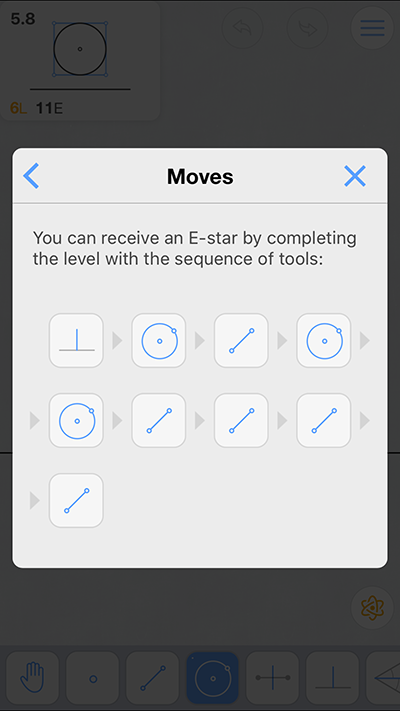 5.8
6L 11E
Moves
You can receive an E-star by completing
the level with the sequence of tools: